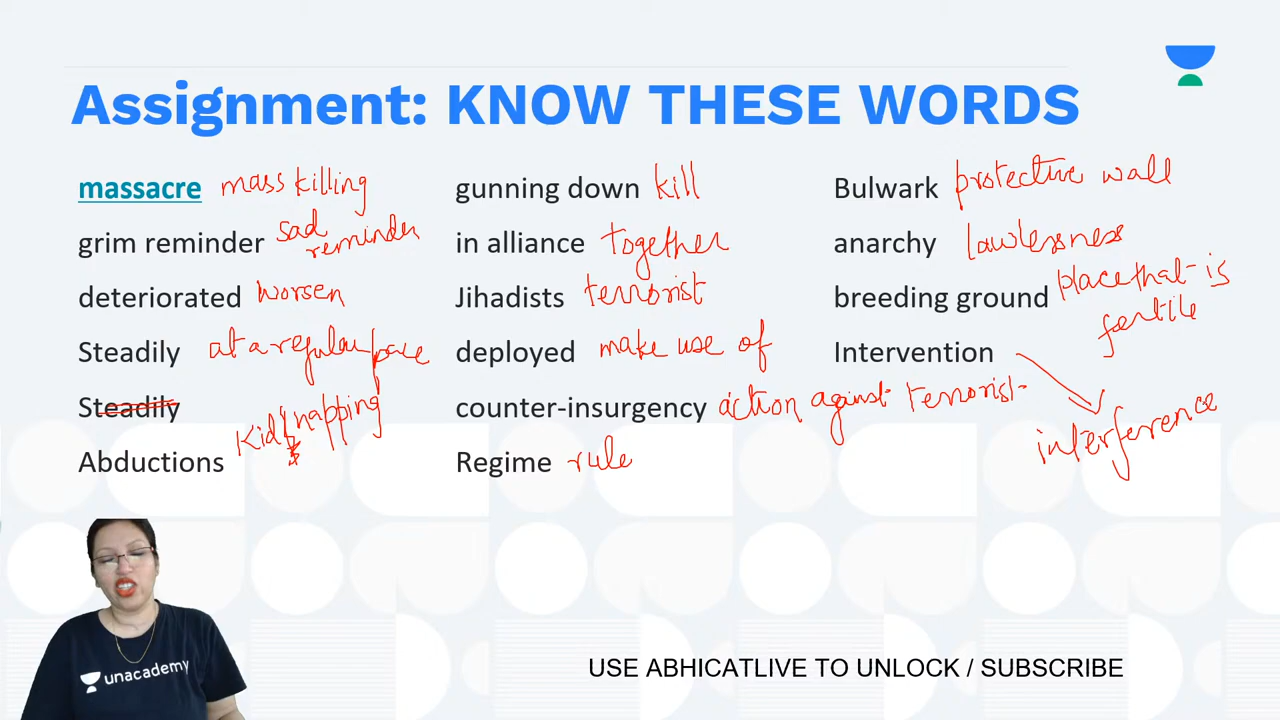 Assignment: KNOW THESE WORDS
massacre mass killing
grim reminder sad reminder
deteriorated worsen
Steadily at a regular pace
Steadily
Abductions Kidnapping
gunning down kill
in alliance together
Jihadists terrorist
deployed make use of
counter-insurgency action against terrorist
Regime rule
Bulwark protective wall
anarchy lawlessness
breeding ground place that is fertile
Intervention interference
unacademy
USE ABHICATLIVE TO UNLOCK / SUBSCRIBE